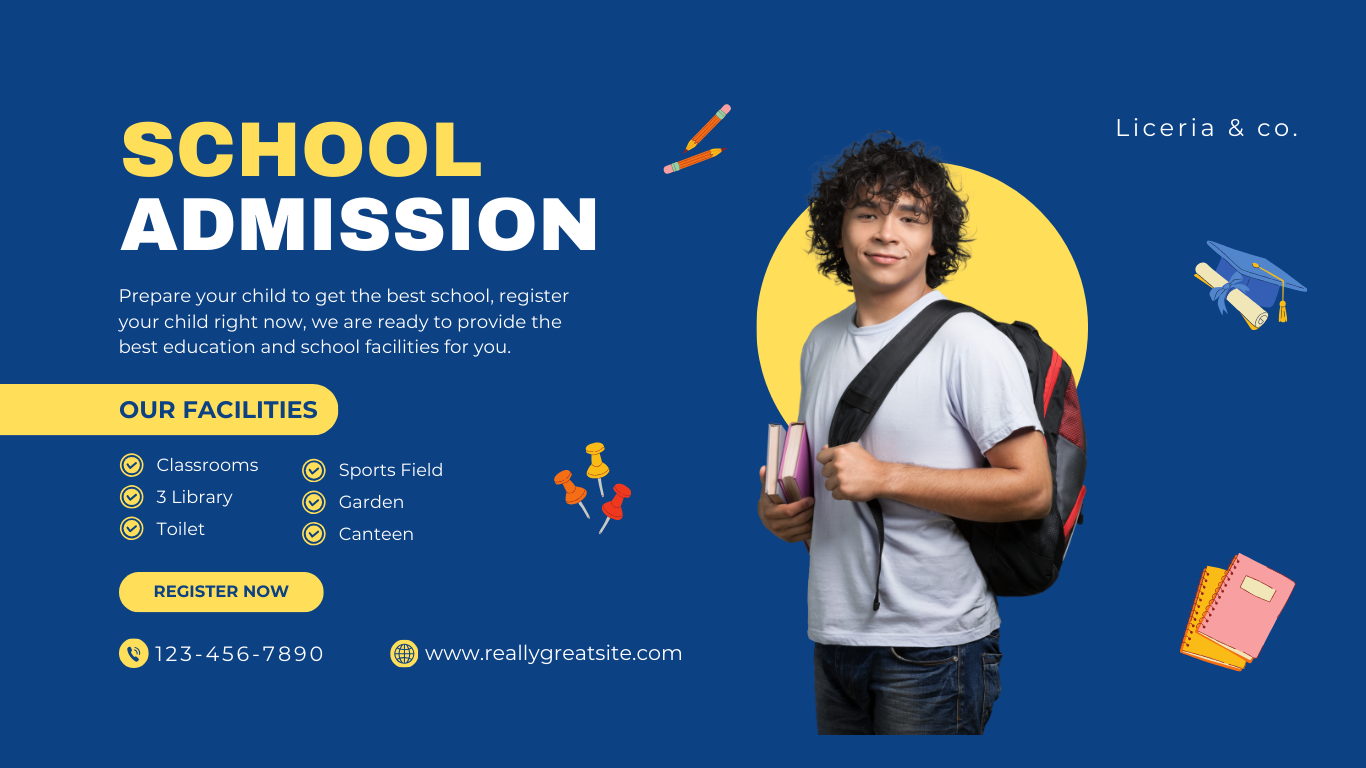 SCHOOL
ADMISSION
Liceria & co.
Prepare your child to get the best school, register
your child right now, we are ready to provide the
best education and school facilities for you.
OUR FACILITIES
Classrooms
3 Library
Toilet
Sports Field
Garden
Canteen
REGISTER NOW
123-456-7890
www.reallygreatsite.com